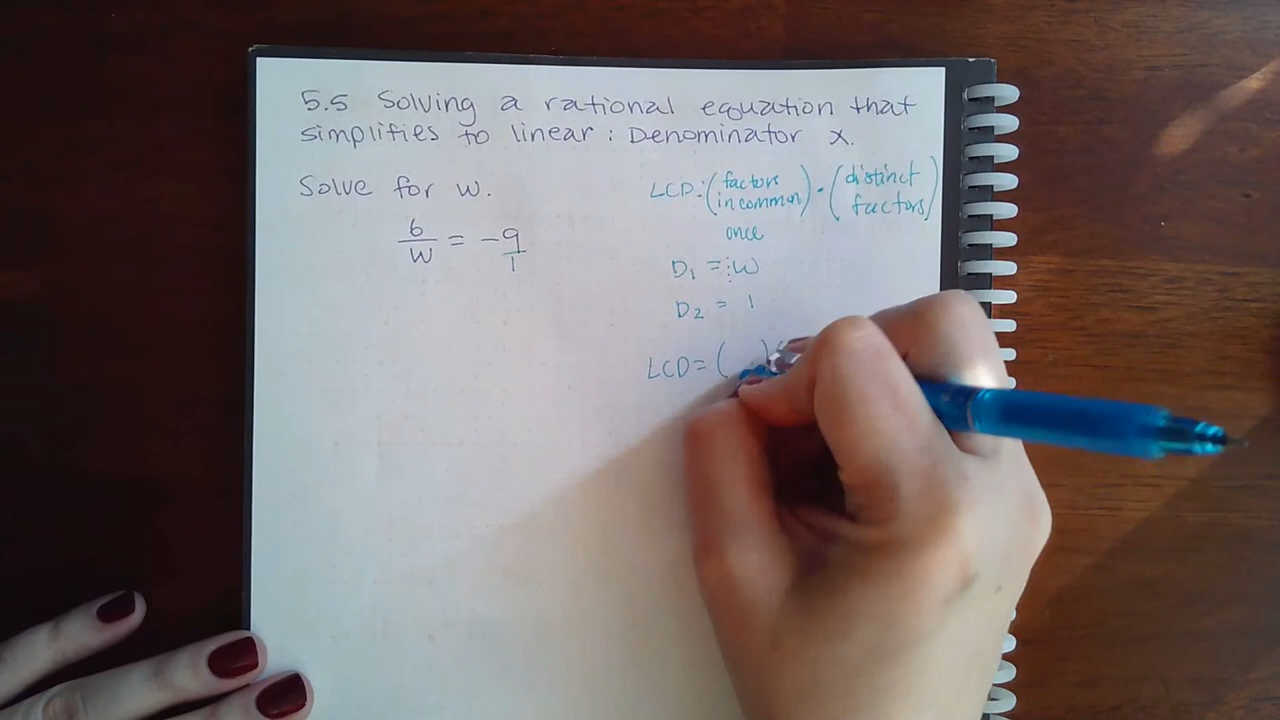 5.5 Solving a rational equation that
simplifies to linear : Denominator x.
Solve for w.
6/w = -9/1
LCD: (factors in common) • (distinct factors)
once
D1 = w
D2 = 1
LCD = ( ) (